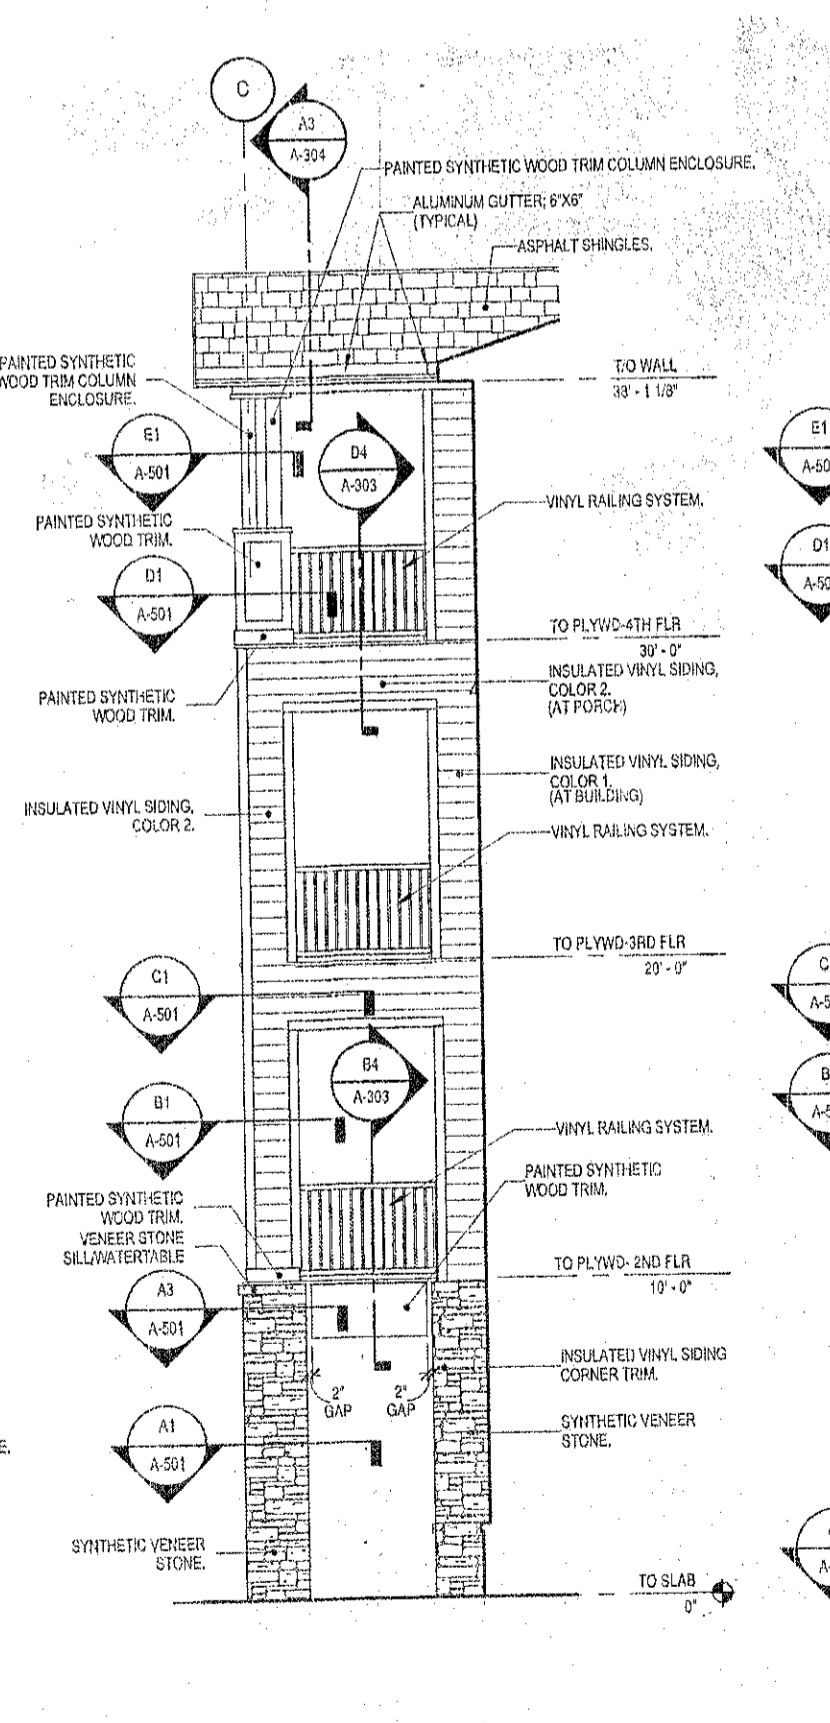 C
A3
A-304
PAINTED SYNTHETIC WOOD TRIM COLUMN ENCLOSURE.
ALUMINUM GUTTER; 6"X6"
(TYPICAL)
ASPHALT SHINGLES.
PAINTED SYNTHETIC
WOOD TRIM COLUMN
ENCLOSURE.
T/O WALL
38' - 1 1/8"
E1
A-501
D4
A-303
E1
A-50
VINYL RAILING SYSTEM.
PAINTED SYNTHETIC
WOOD TRIM.
D1
A-501
D1
A-50
TO PLYWD-4TH FLR
30' - 0"
INSULATED VINYL SIDING,
COLOR 2.
(AT PORCH)
PAINTED SYNTHETIC
WOOD TRIM.
INSULATED VINYL SIDING,
COLOR 1.
(AT BUILDING)
INSULATED VINYL SIDING,
COLOR 2.
VINYL RAILING SYSTEM.
TO PLYWD-3RD FLR
20' - 0"
C1
A-501
C
A-5
B4
A-303
B1
A-501
B
A-5
VINYL RAILING SYSTEM.
PAINTED SYNTHETIC
WOOD TRIM.
PAINTED SYNTHETIC
WOOD TRIM.
VENEER STONE
SILL/WATERTABLE
TO PLYWD- 2ND FLR
10' - 0"
A3
A-501
INSULATED VINYL SIDING
CORNER TRIM.
2"
GAP
2"
GAP
A1
A-501
SYNTHETIC VENEER
STONE.
E.
SYNTHETIC VENEER
STONE.
TO SLAB
0"